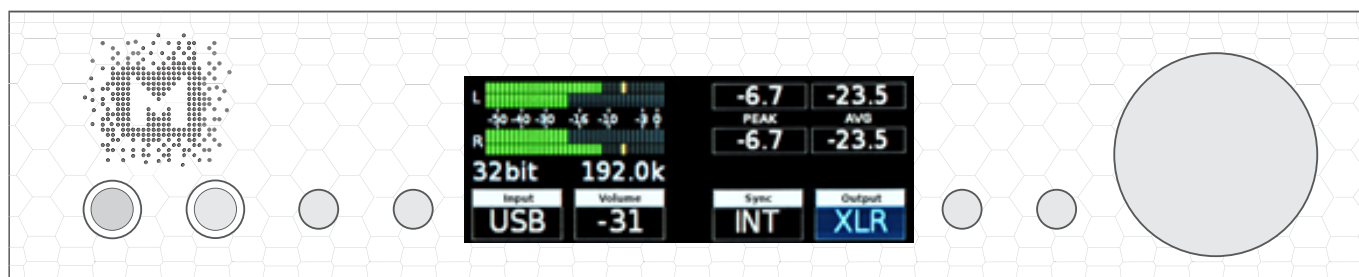 L
-6.7 -23.5
-50 -40 -30 -16 -10 -3 0
PEAK AVG
R
-6.7 -23.5
32bit 192.0k
Input Volume Sync Output
USB -31 INT XLR